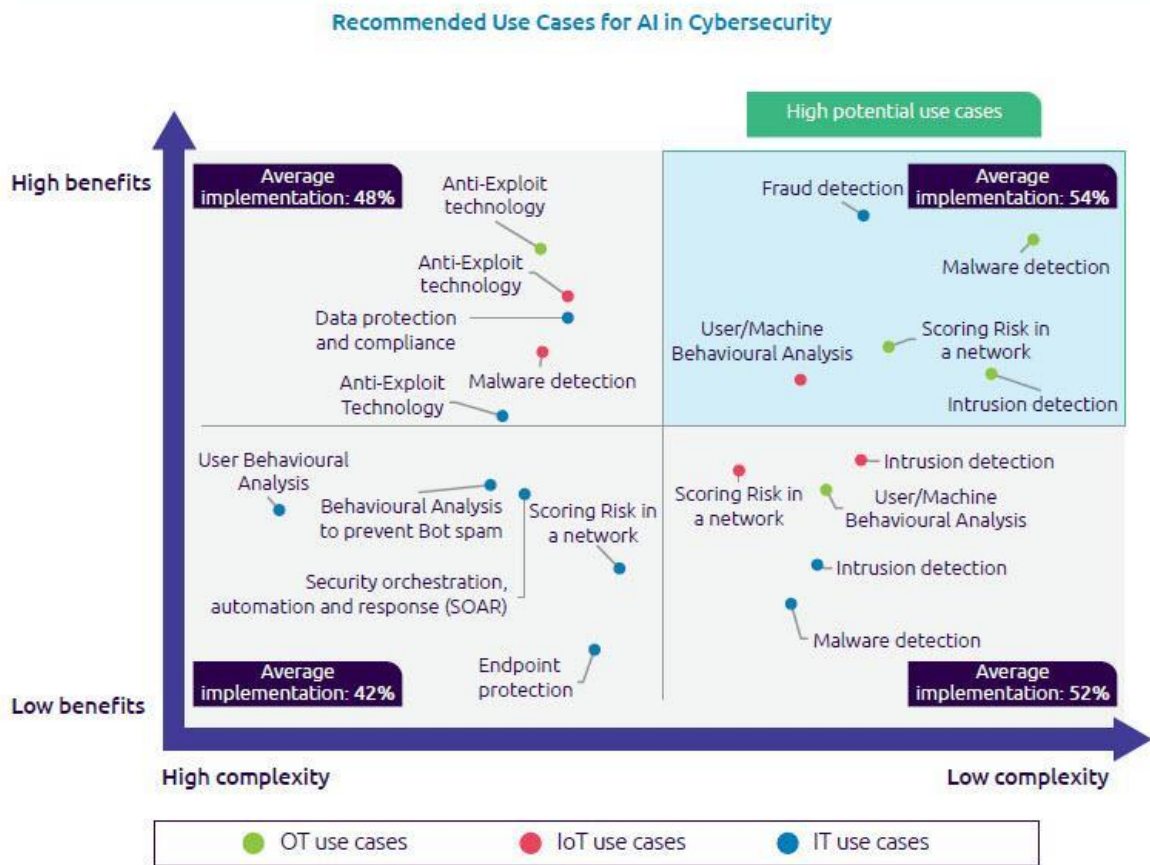 Recommended Use Cases for AI in Cybersecurity
High potential use cases
High benefits
Average
implementation: 48%
Anti-Exploit
technology
Fraud detection
Average
implementation: 54%
Anti-Exploit
technology
Malware detection
Data protection
and compliance
User/Machine
Behavioural Analysis
Scoring Risk in
a network
Anti-Exploit
Technology
Malware detection
Intrusion detection
User Behavioural
Analysis
Behavioural Analysis
to prevent Bot spam
Scoring Risk in
a network
Scoring Risk in
a network
Intrusion detection
User/Machine
Behavioural Analysis
Security orchestration,
automation and response (SOAR)
Intrusion detection
Malware detection
Endpoint
protection
Average
implementation: 42%
Average
implementation: 52%
Low benefits
High complexity
Low complexity
OT use cases
IoT use cases
IT use cases